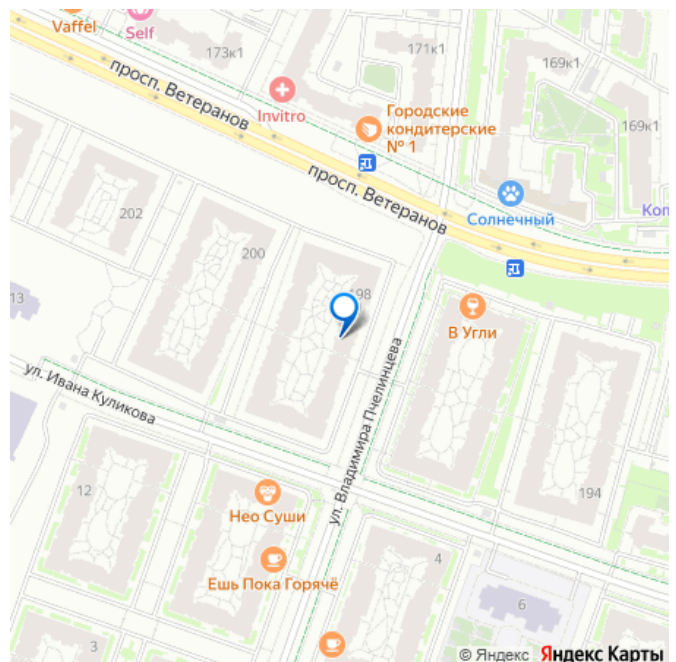 Vaffel
Self
173к1
171к1
169к1
просп. Ветеранов
Invitro
Городские
кондитерские
№ 1
169к1
просп. Ветеранов
Солнечный
202
200
198
13
В Угли
ул. Ивана Куликова
ул. Владимира Пчелинцева
12
Нео Суши
194
Ешь Пока Горячё
4
6
3
© Яндекс Яндекс Карты